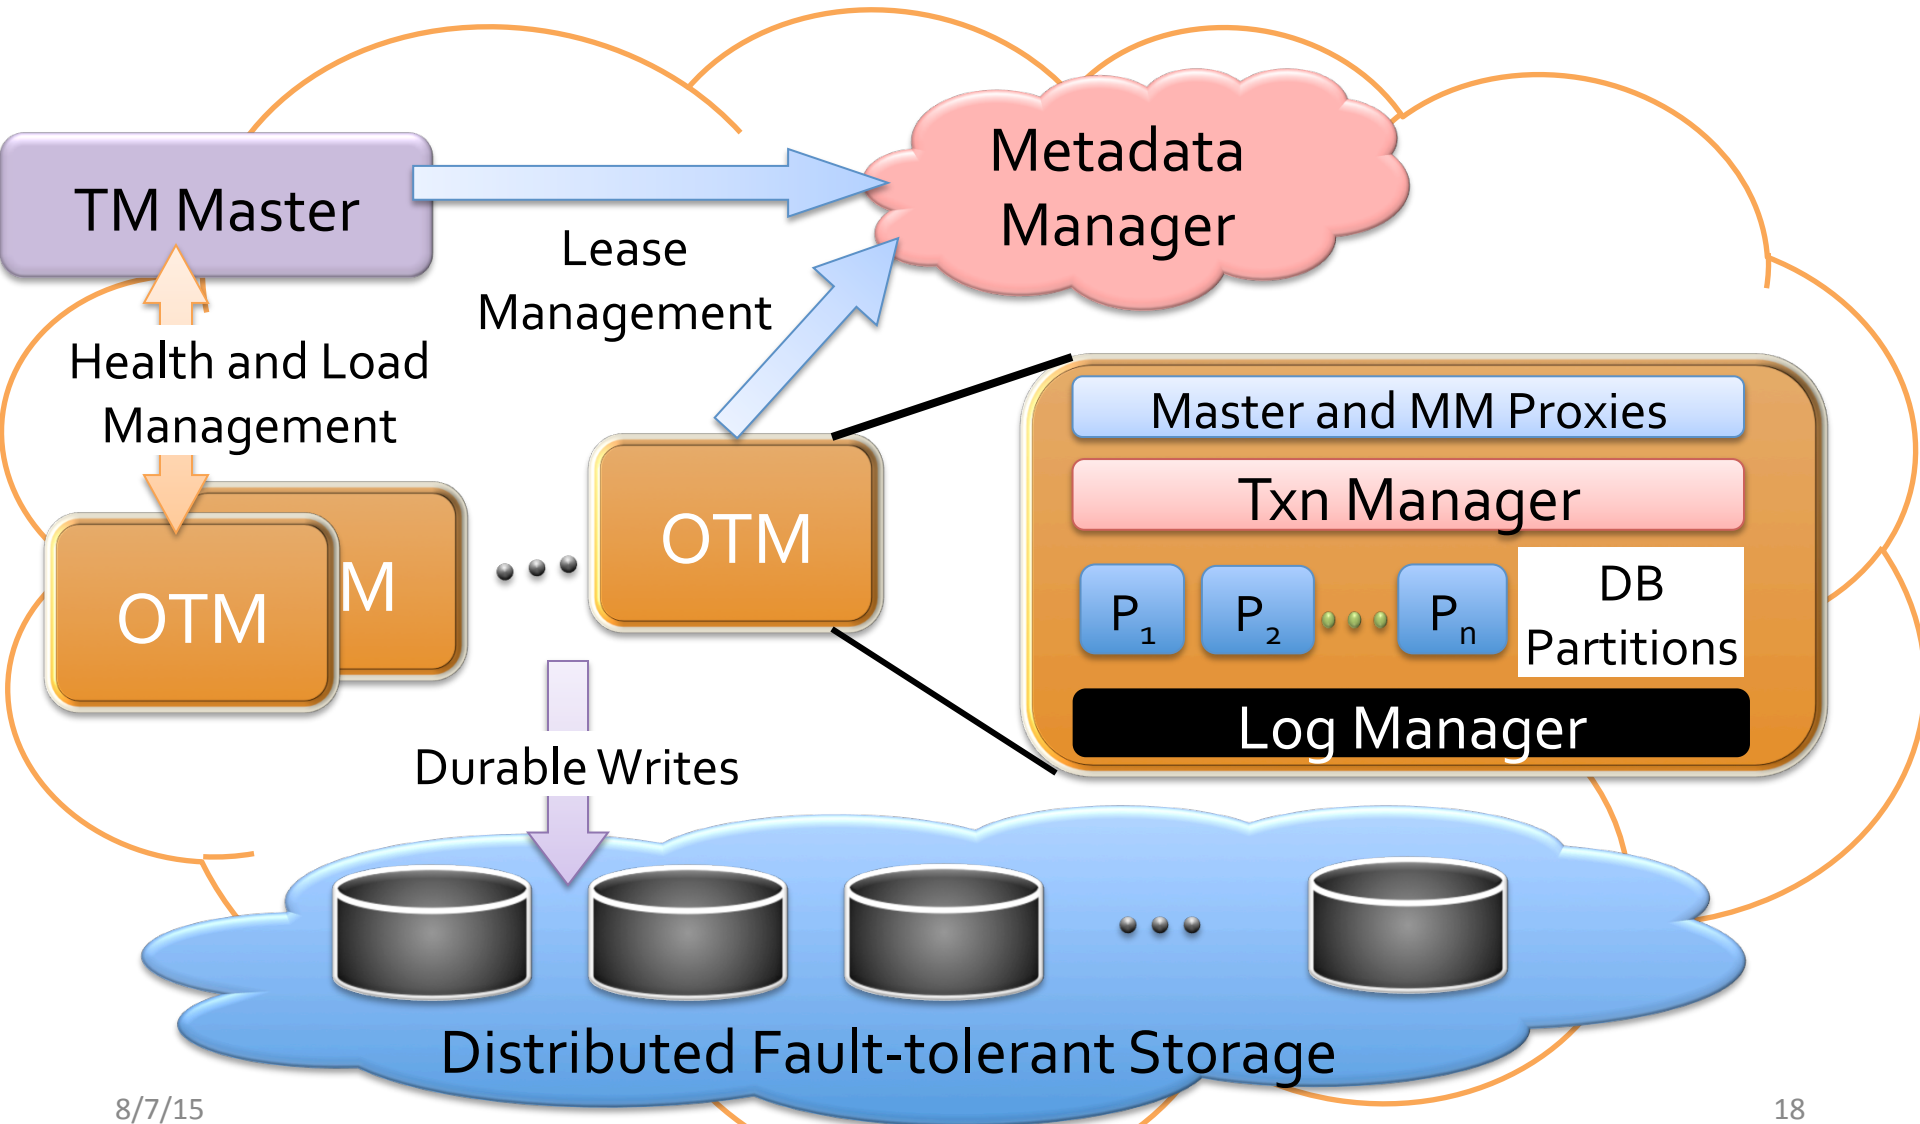 TM Master
Metadata
Manager
Lease
Management
Health and Load
Management
OTM
M
OTM
Master and MM Proxies
Txn Manager
P1 P2 Pn
DB
Partitions
Log Manager
Durable Writes
Distributed Fault-tolerant Storage
8/7/15
18